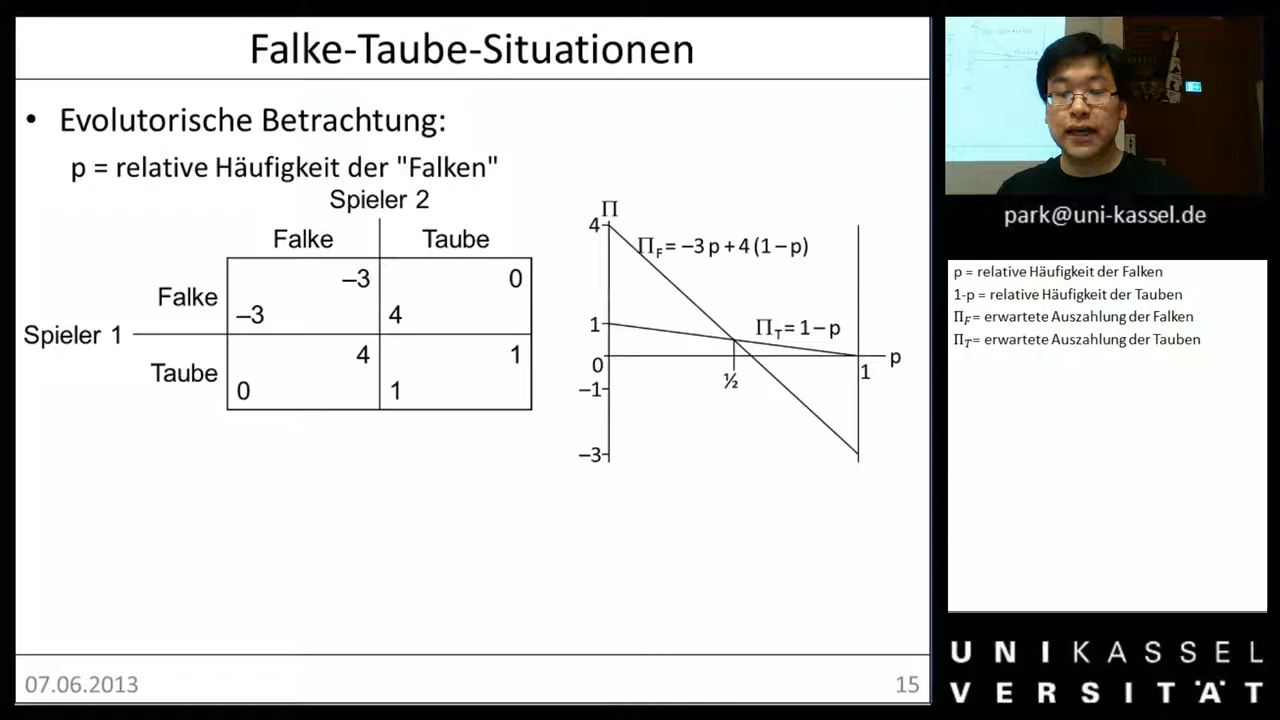 Falke-Taube-Situationen
• Evolutorische Betrachtung:
p = relative Häufigkeit der "Falken"
Spieler 2
Falke Taube
Falke –3 0
–3 4
Spieler 1
Taube 4 1
0 1
Π
4
Π_F = –3 p + 4 (1 – p)
1
Π_T = 1 – p
0
p
½
1
–1
–3
07.06.2013
15
park@uni-kassel.de
p = relative Häufigkeit der Falken
1-p = relative Häufigkeit der Tauben
Π_F = erwartete Auszahlung der Falken
Π_T = erwartete Auszahlung der Tauben
UNIKASSEL
VERSITÄT